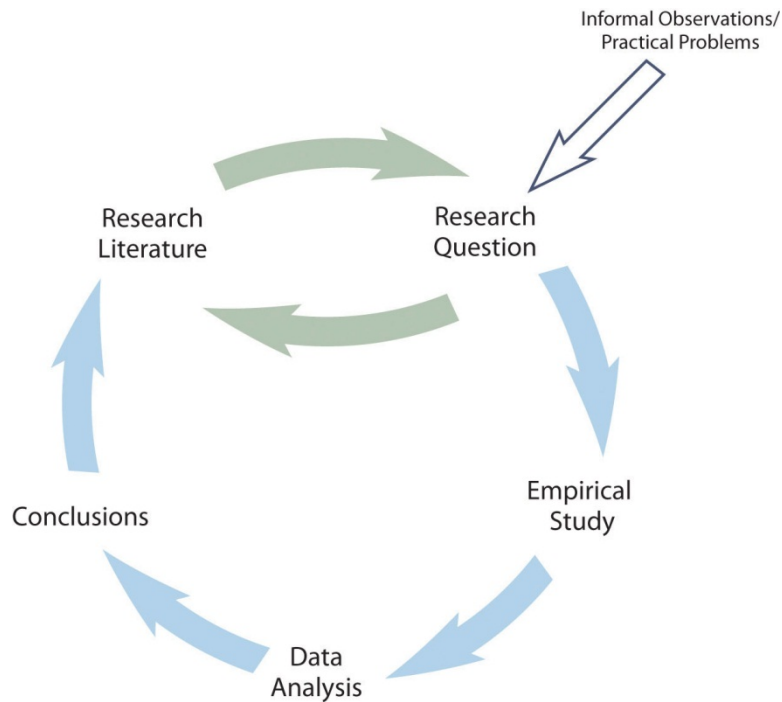 Informal Observations/
Practical Problems
Research
Literature
Research
Question
Empirical
Study
Conclusions
Data
Analysis